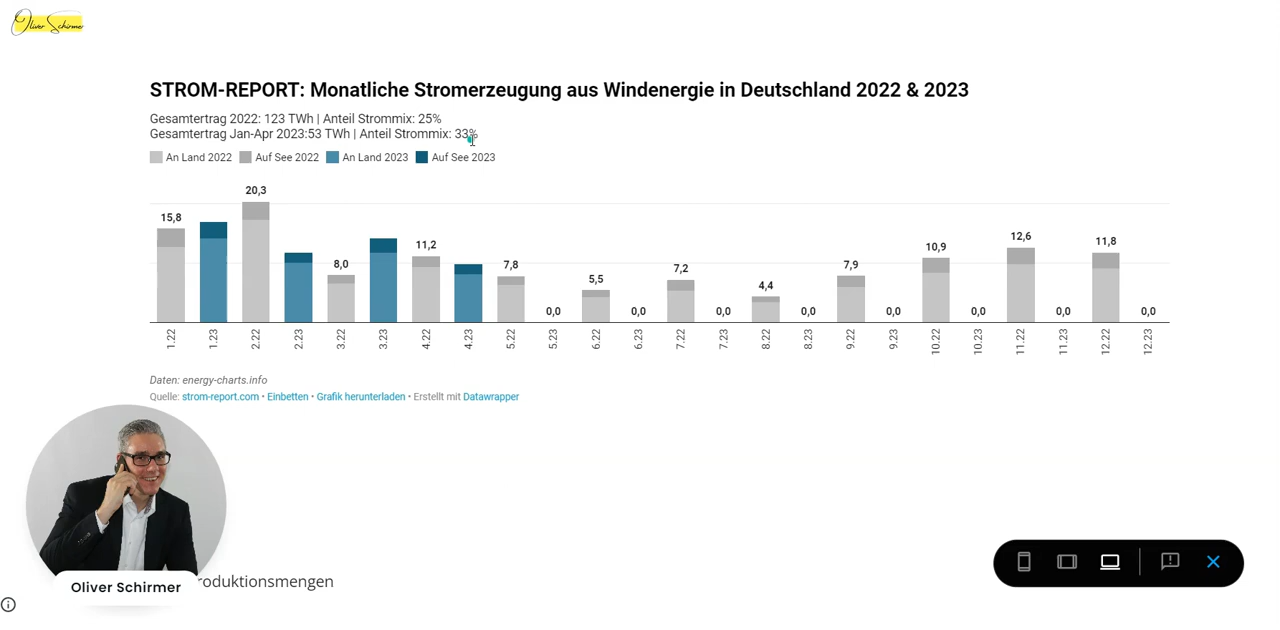 Oliver Schirmer
STROM-REPORT: Monatliche Stromerzeugung aus Windenergie in Deutschland 2022 & 2023
Gesamtertrag 2022: 123 TWh | Anteil Strommix: 25%
Gesamtertrag Jan-Apr 2023:53 TWh | Anteil Strommix: 33%
An Land 2022 Auf See 2022 An Land 2023 Auf See 2023
15,8 20,3 8,0 11,2 7,8 0,0 5,5 0,0 7,2 0,0 4,4 0,0 7,9 0,0 10,9 0,0 12,6 0,0 11,8 0,0
1.22 1.23 2.22 2.23 3.22 3.23 4.22 4.23 5.22 5.23 6.22 6.23 7.22 7.23 8.22 8.23 9.22 9.23 10.22 10.23 11.22 11.23 12.22 12.23
Daten: energy-charts.info
Quelle: strom-report.com • Einbetten • Grafik herunterladen • Erstellt mit Datawrapper
Oliver Schirmer
roduktionsmengen